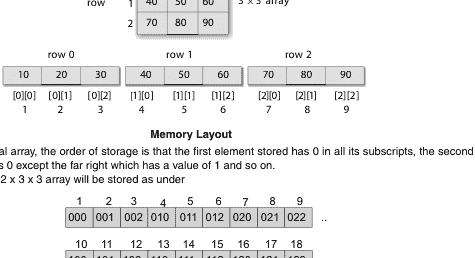 row 1 40 50 60 3 x 3 array
2 70 80 90
row 0 row 1 row 2
10 20 30 40 50 60 70 80 90
[0][0] [0][1] [0][2] [1][0] [1][1] [1][2] [2][0] [2][1] [2][2]
1 2 3 4 5 6 7 8 9
Memory Layout
al array, the order of storage is that the first element stored has 0 in all its subscripts, the second
s 0 except the far right which has a value of 1 and so on.
2 x 3 x 3 array will be stored as under
1 2 3 4 5 6 7 8 9
000 001 002 010 011 012 020 021 022 ..
10 11 12 13 14 15 16 17 18